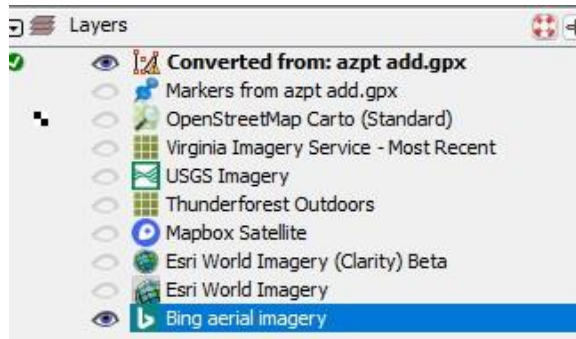 Layers
Converted from: azpt add.gpx
Markers from azpt add.gpx
OpenStreetMap Carto (Standard)
Virginia Imagery Service - Most Recent
USGS Imagery
Thunderforest Outdoors
Mapbox Satellite
Esri World Imagery (Clarity) Beta
Esri World Imagery
Bing aerial imagery